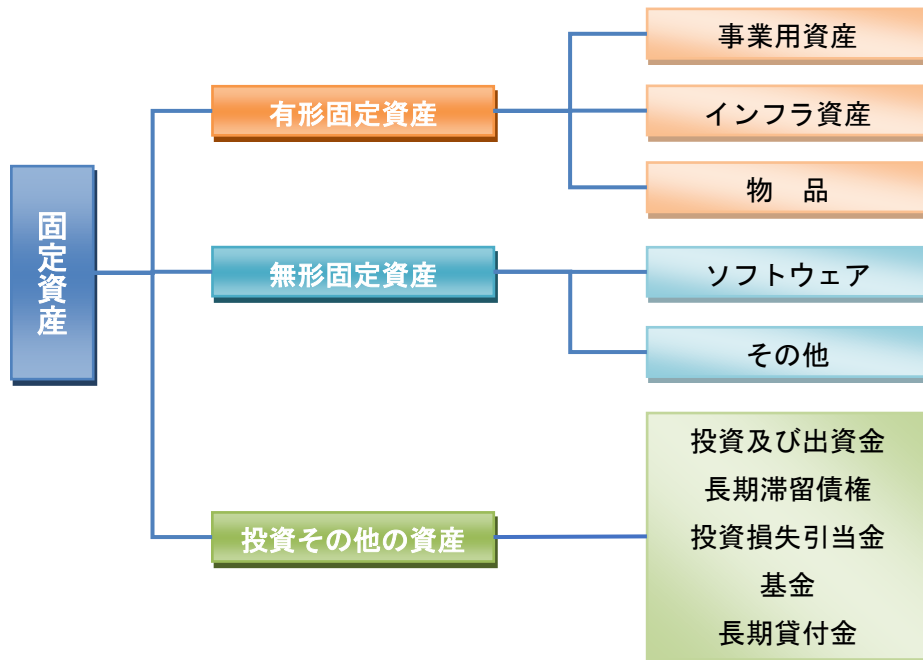 固定資産
有形固定資産
事業用資産
インフラ資産
物　品
無形固定資産
ソフトウェア
その他
投資その他の資産
投資及び出資金
長期滞留債権
投資損失引当金
基金
長期貸付金